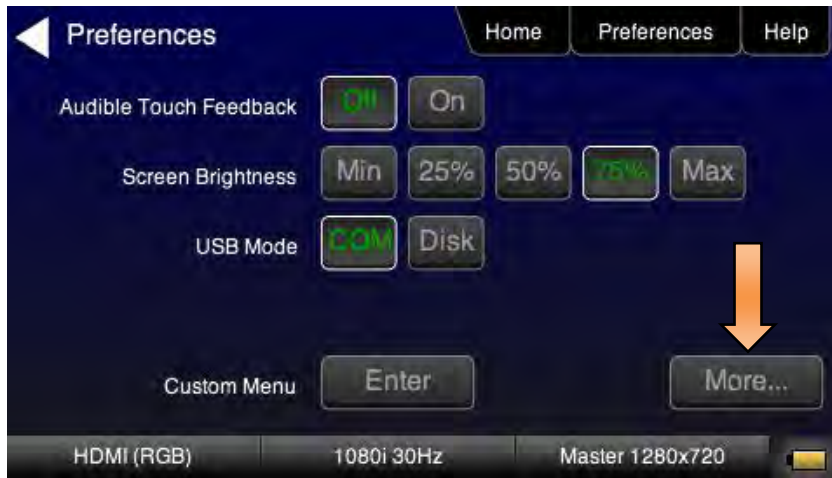 Preferences Home Preferences Help
Audible Touch Feedback Off On
Screen Brightness Min 25% 50% 75% Max
USB Mode COM Disk
Custom Menu Enter More...
HDMI (RGB) 1080i 30Hz Master 1280x720